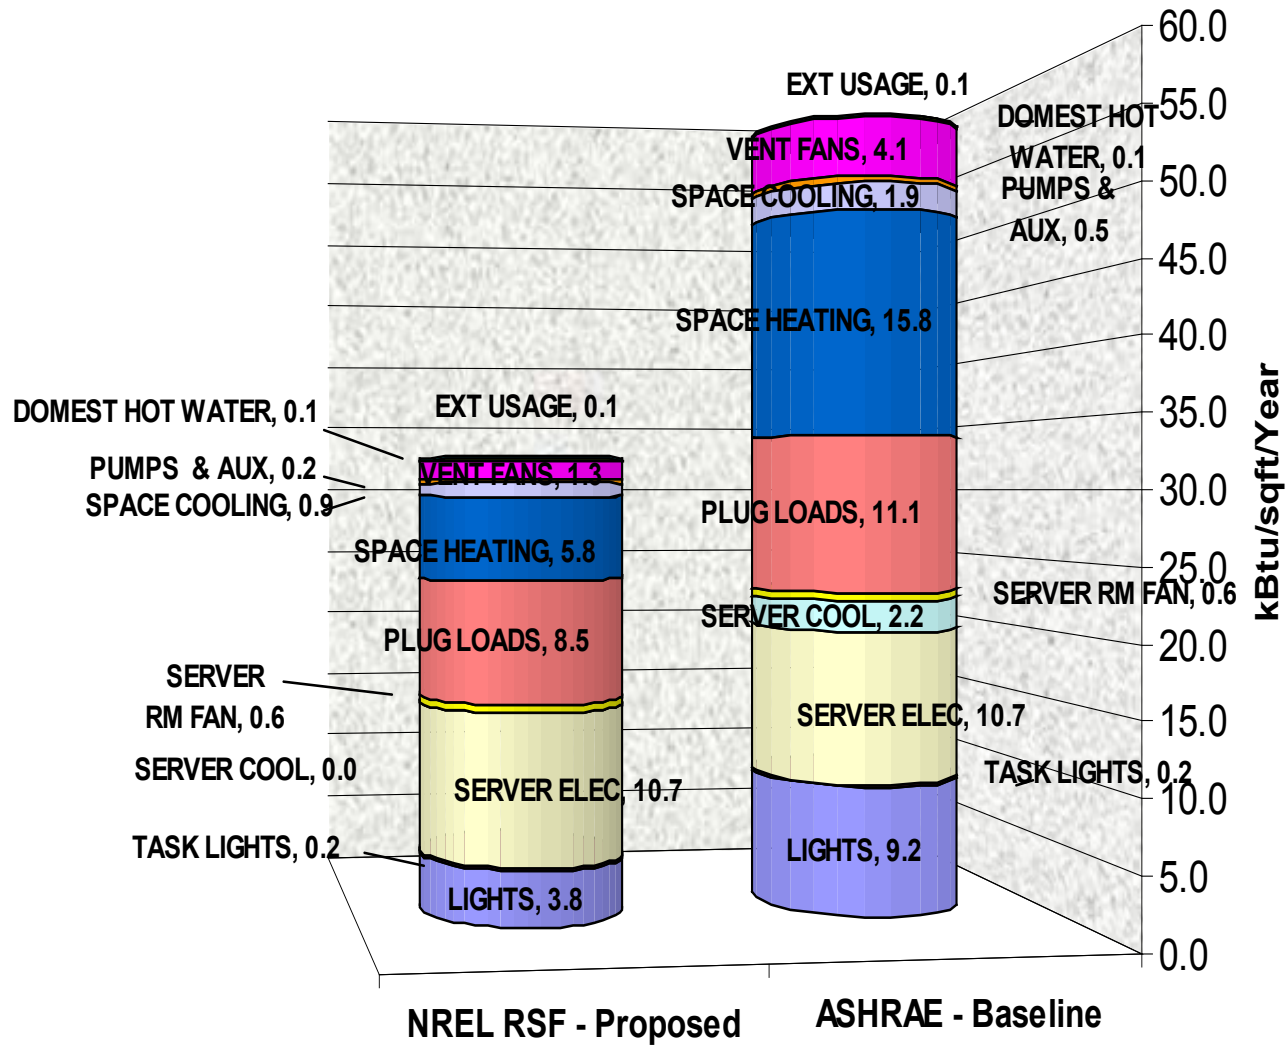 60.0
EXT USAGE, 0.1
55.0
DOMEST HOT
WATER, 0.1
VENT FANS, 4.1
50.0
SPACE COOLING, 1.9
PUMPS &
AUX, 0.5
45.0
SPACE HEATING, 15.8
40.0
35.0
kBtu/sqft/Year
DOMEST HOT WATER, 0.1
EXT USAGE, 0.1
PUMPS & AUX, 0.2
VENT FANS, 1.3
30.0
SPACE COOLING, 0.9
PLUG LOADS, 11.1
SPACE HEATING, 5.8
25.0
SERVER RM FAN, 0.6
SERVER COOL, 2.2
PLUG LOADS, 8.5
20.0
SERVER
RM FAN, 0.6
SERVER ELEC, 10.7
15.0
SERVER COOL, 0.0
SERVER ELEC, 10.7
TASK LIGHTS, 0.2
10.0
TASK LIGHTS, 0.2
LIGHTS, 9.2
5.0
LIGHTS, 3.8
0.0
NREL RSF - Proposed
ASHRAE - Baseline